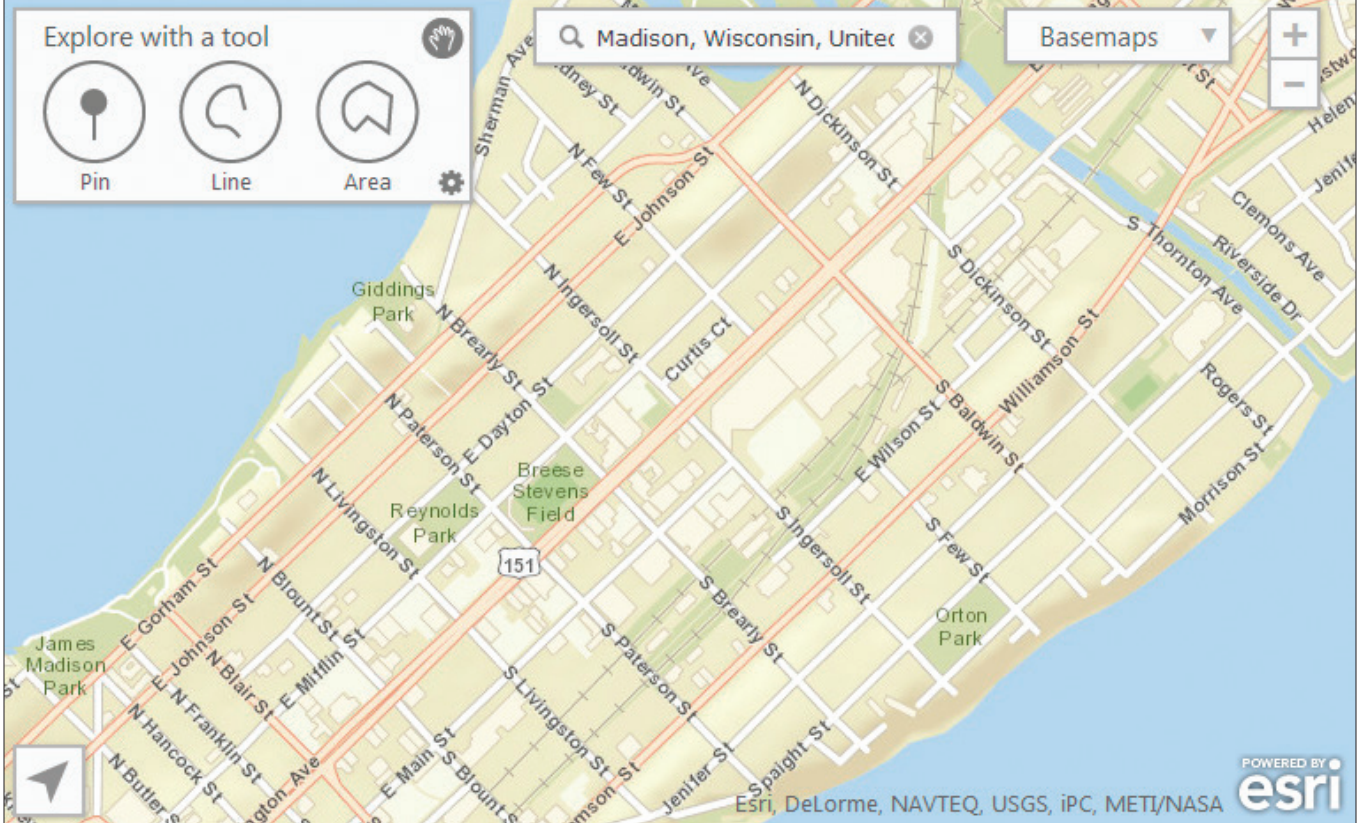 Explore with a tool
Pin
Line
Area
Madison, Wisconsin, United
Basemaps
Sherman Ave
Baldwin St
N Dickinson St
N Few St
E Johnson St
Clemons Ave
S Thornton Ave
Riverside Dr
S Dickinson St
Giddings
Park
N Ingersoll St
N Brearly St
Curtis Ct
Williamson St
Rogers St
S Baldwin St
N Paterson St
E Dayton St
E Wilson St
Morrison St
Breese
Stevens
Field
N Livingston St
Reynolds
Park
151
S Ingersoll St
S Few St
E Gorham St
N Blount St
S Brearly St
Orton
Park
E Johnson St
James
Madison
Park
N Blair St
E Mifflin St
S Paterson St
N Franklin St
N Hancock St
S Livingston St
N Butler
E Main St
S Blount
Jenifer St
Spaight St
POWERED BY
esri
Esri, DeLorme, NAVTEQ, USGS, iPC, METI/NASA